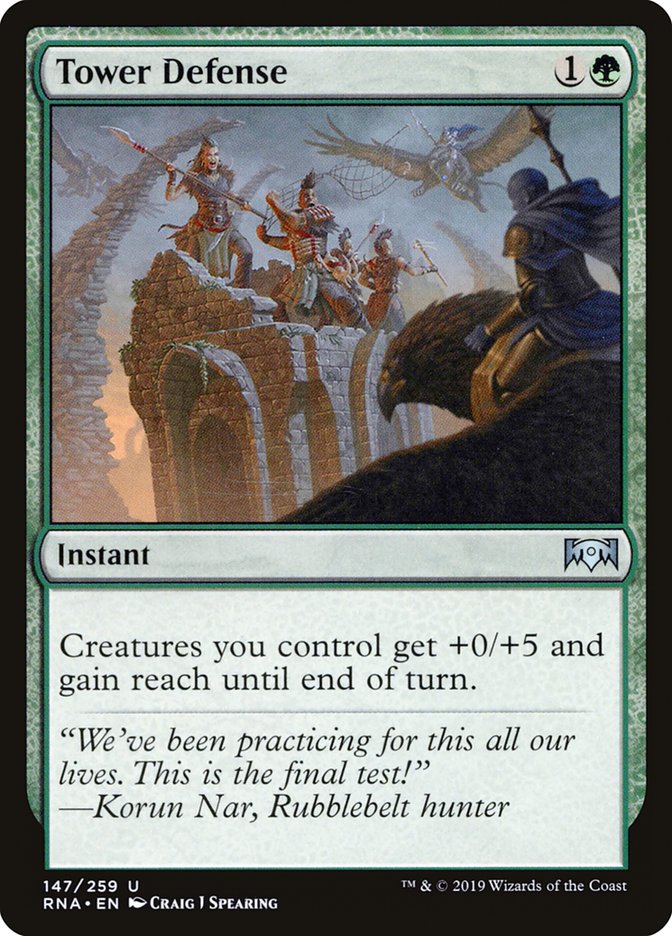 Tower Defense 1
Instant
Creatures you control get +0/+5 and
gain reach until end of turn.
“We’ve been practicing for this all our
lives. This is the final test!”
—Korun Nar, Rubblebelt hunter
147/259 U
RNA • EN Craig J Spearing
™ & © 2019 Wizards of the Coast